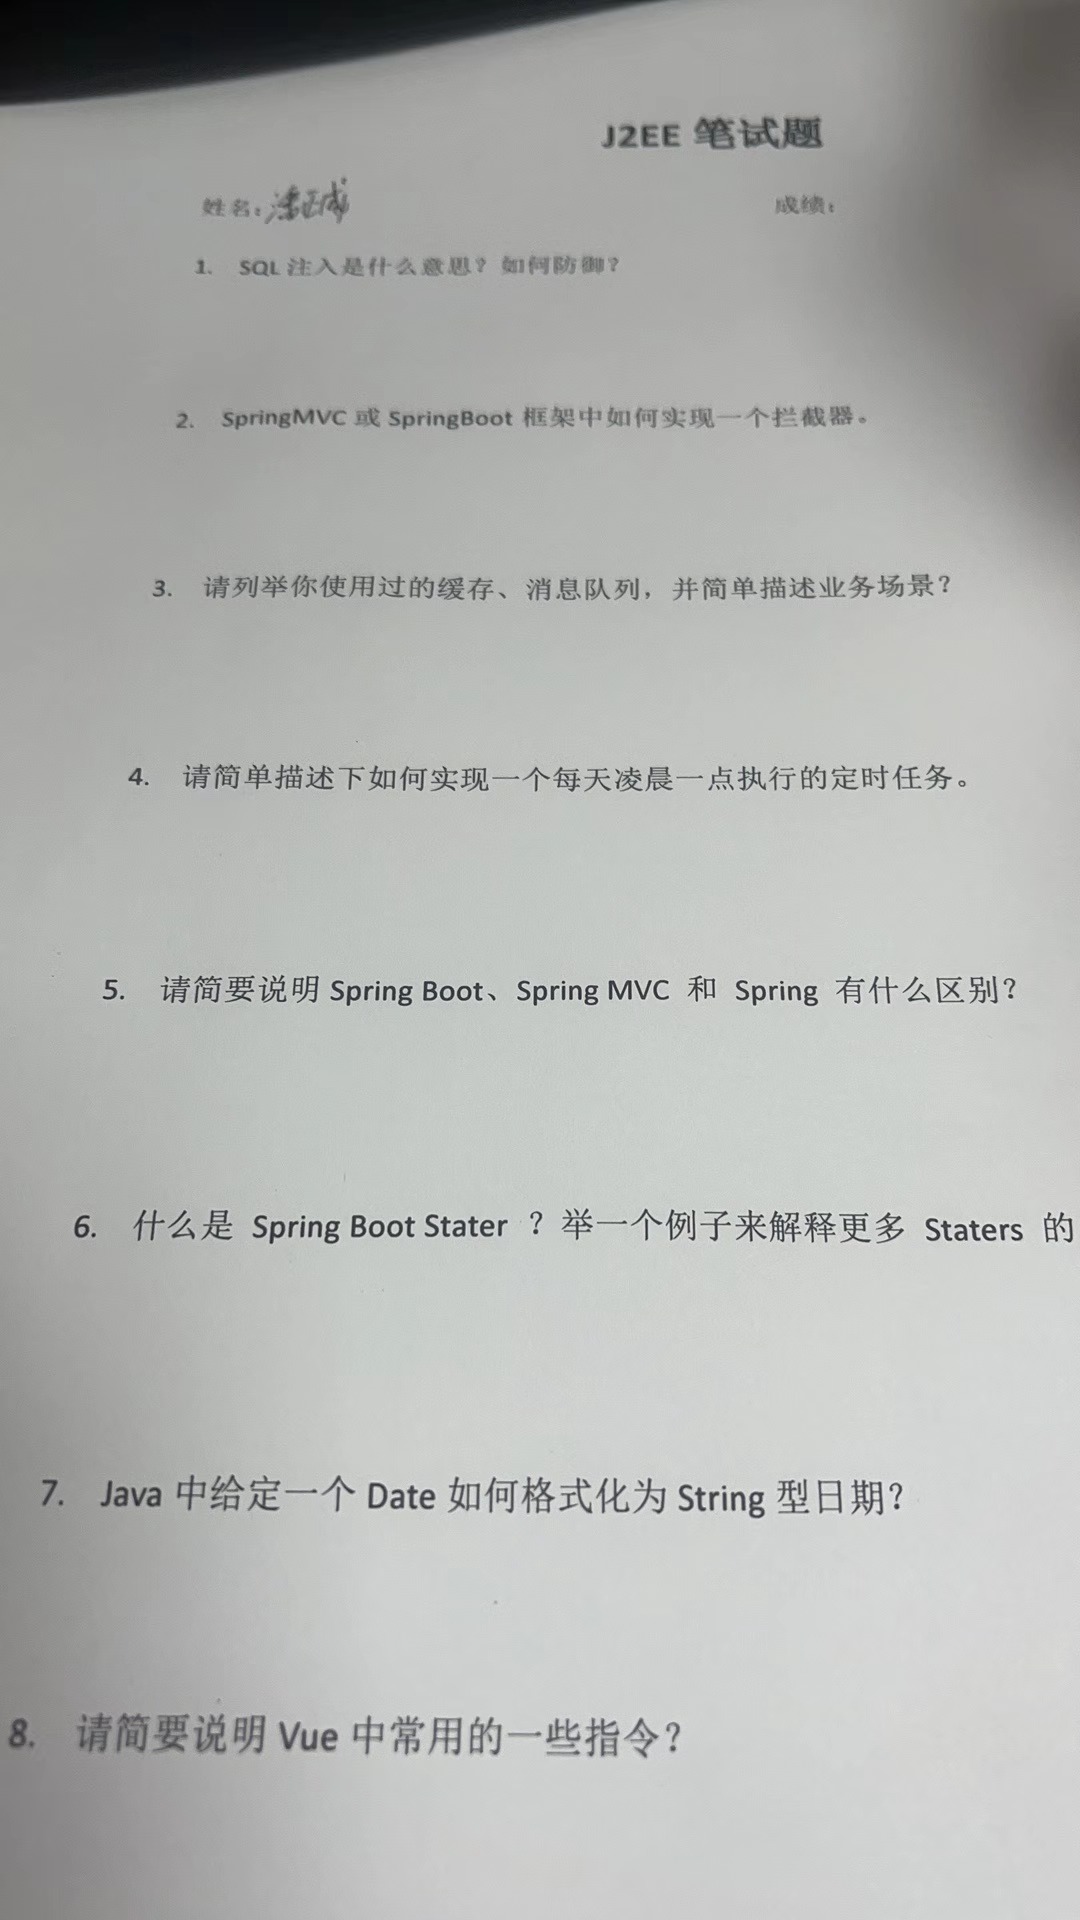 J2EE 笔试题
姓名： 成绩：
1. SQL 注入是什么意思？如何防御？
2. SpringMVC 或 SpringBoot 框架中如何实现一个拦截器。
3. 请列举你使用过的缓存、消息队列，并简单描述业务场景？
4. 请简单描述下如何实现一个每天凌晨一点执行的定时任务。
5. 请简要说明 Spring Boot、Spring MVC 和 Spring 有什么区别？
6. 什么是 Spring Boot Stater ？举一个例子来解释更多 Staters 的
7. Java 中给定一个 Date 如何格式化为 String 型日期？
8. 请简要说明 Vue 中常用的一些指令？